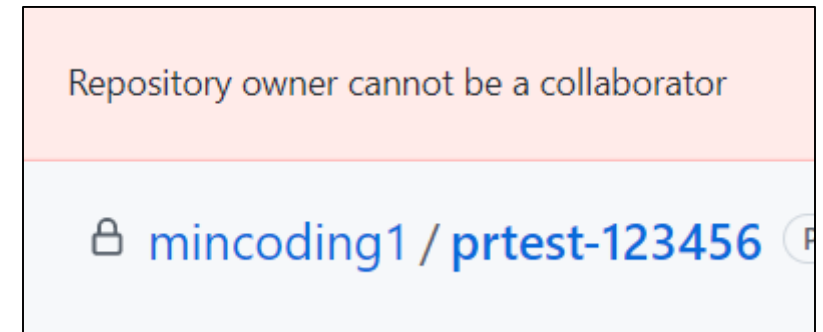 Repository owner cannot be a collaborator
mincoding1 / prtest-123456